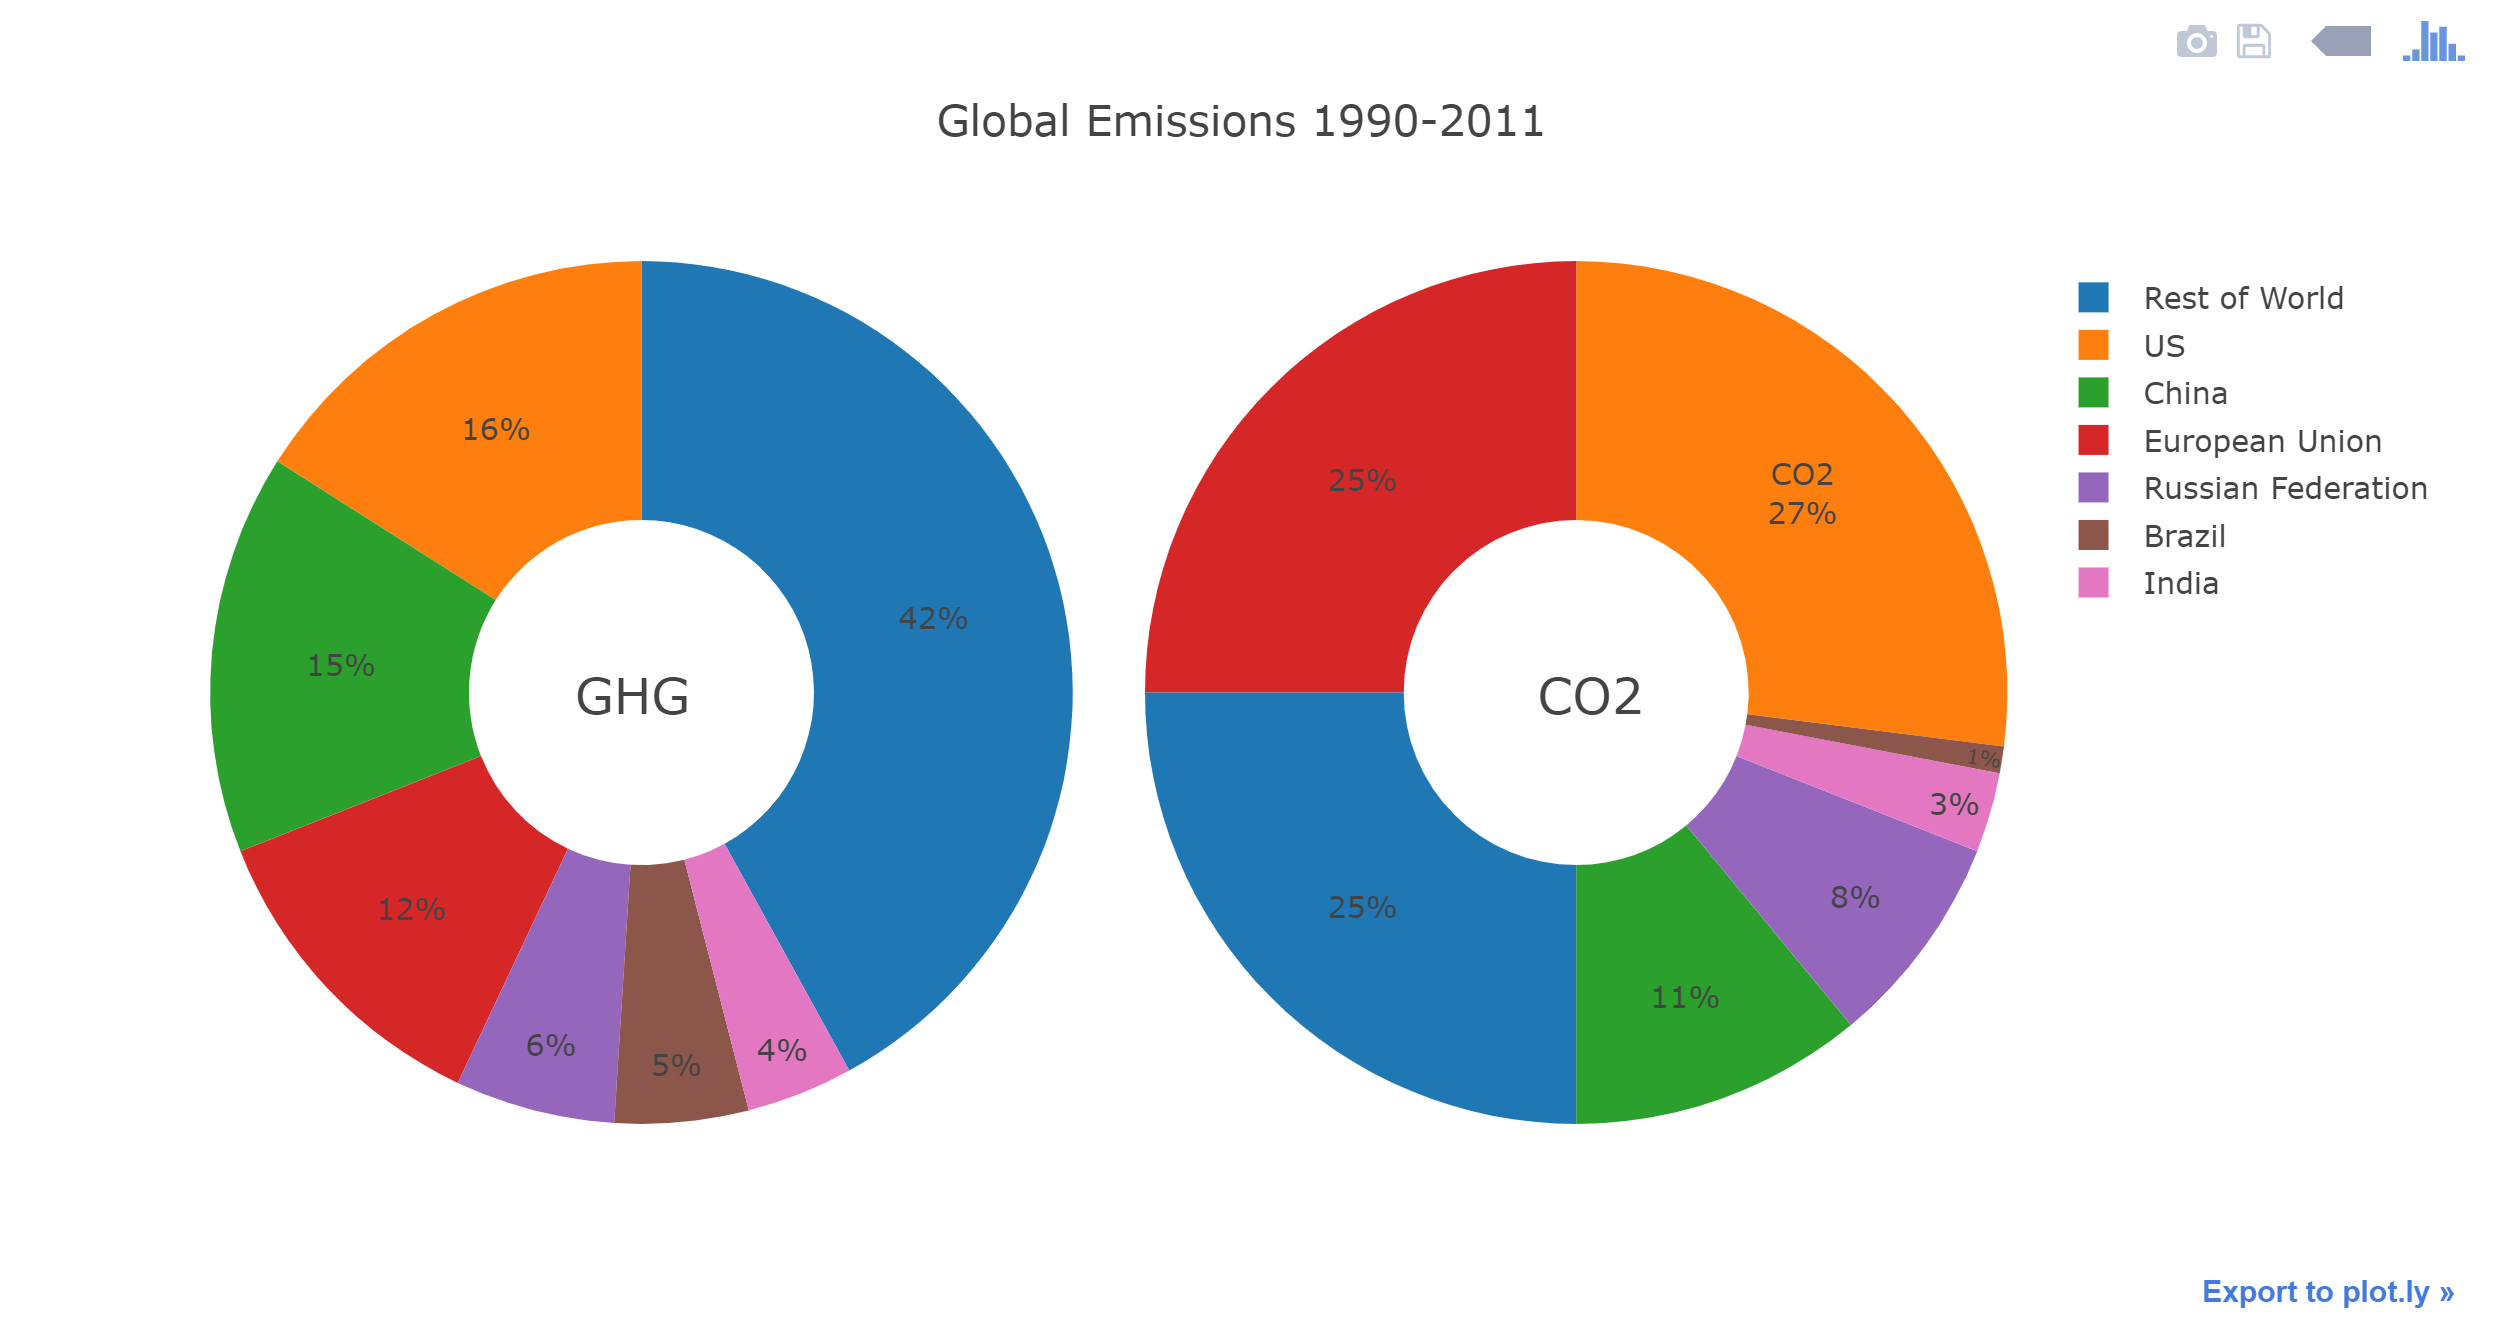 Global Emissions 1990-2011
16%
42%
15%
GHG
12%
6%
5%
4%
25%
CO2
27%
CO2
1%
3%
8%
25%
11%
Rest of World
US
China
European Union
Russian Federation
Brazil
India
Export to plot.ly »